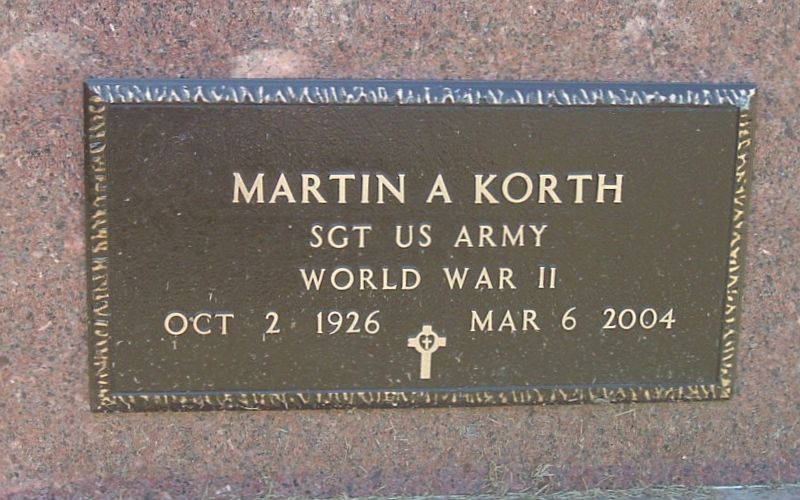 MARTIN A KORTH
SGT US ARMY
WORLD WAR II
OCT 2 1926 MAR 6 2004